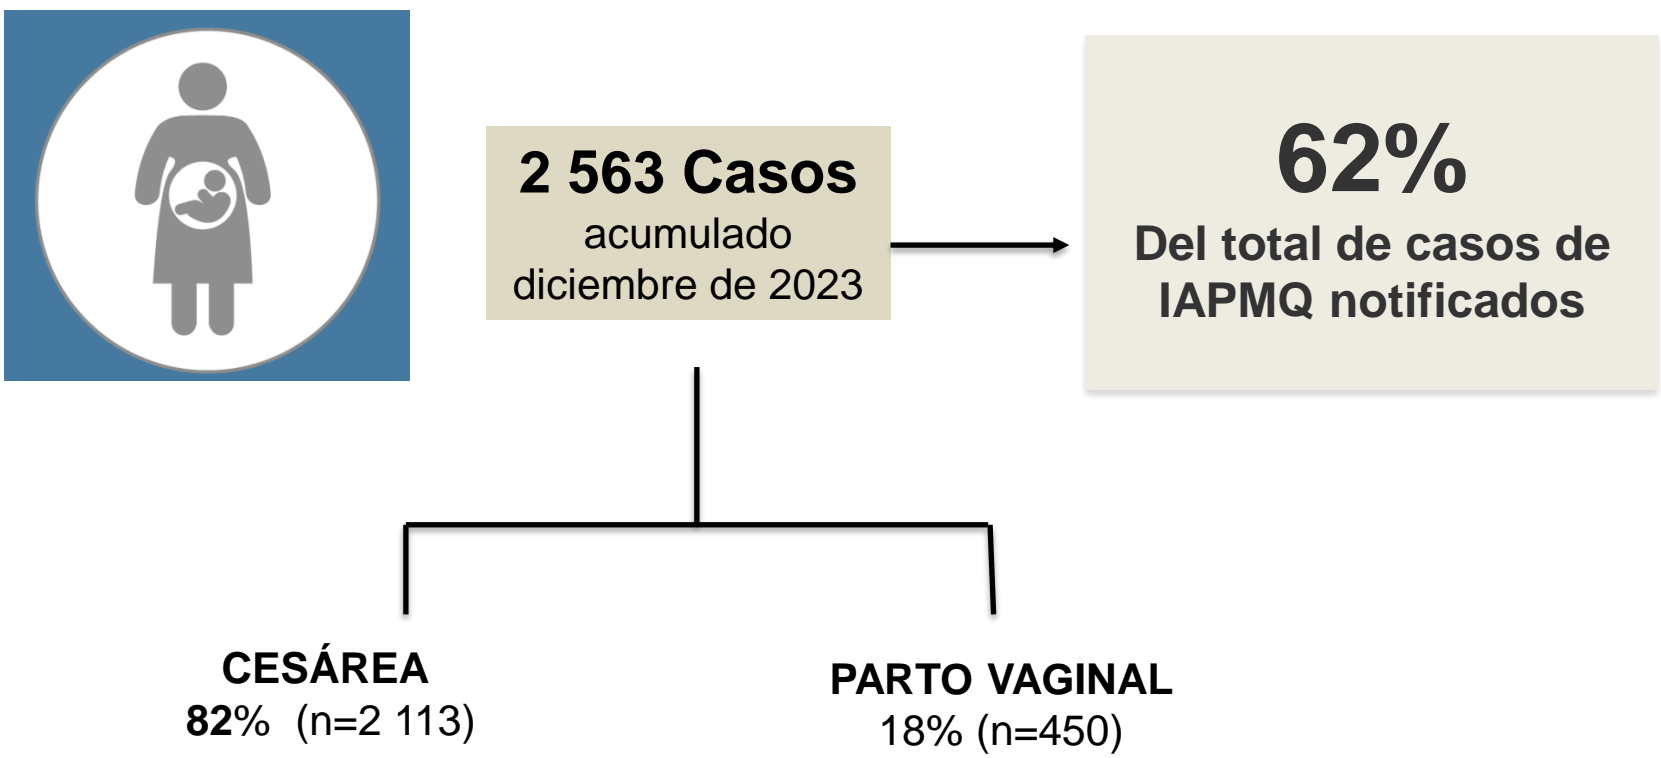 2 563 Casos
acumulado
diciembre de 2023
62%
Del total de casos de
IAPMQ notificados
CESÁREA
82%  (n=2 113)
PARTO VAGINAL
18% (n=450)